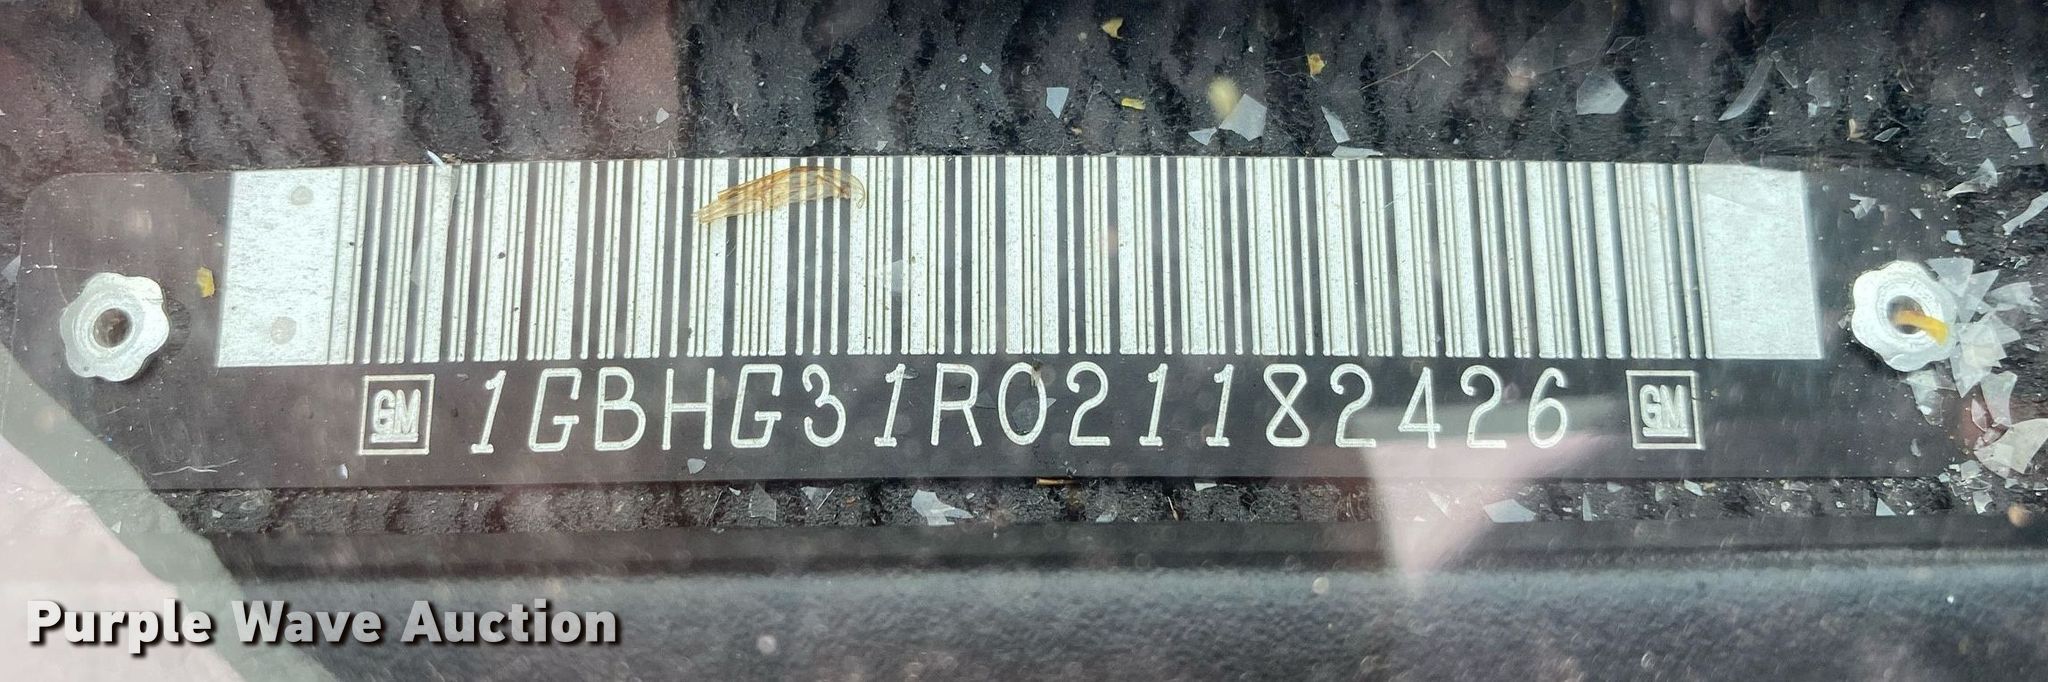 GM 1GBHG31R021182426 GM
Purple Wave Auction